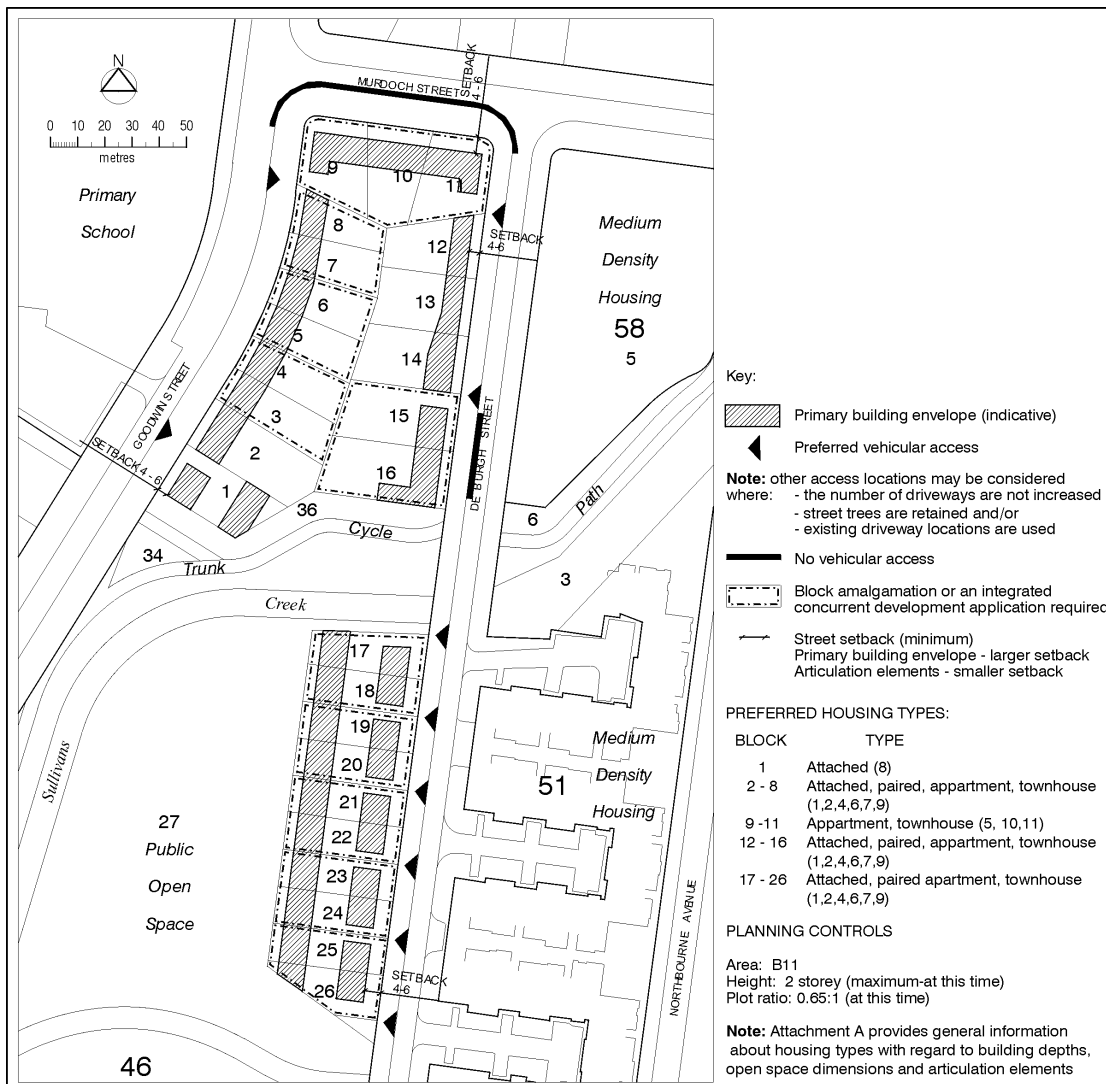 N
0 10 20 30 40 50
metres
Primary
School
MURDOCH STREET
SETBACK
4 - 6
9
10
11
8
7
12
SETBACK
4-6
Medium
Density
Housing
58
5
6
5
13
14
4
3
15
16
2
1
GOODWIN STREET
SETBACK 4 - 6
DE BURGH STREET
36
Cycle
Path
6
34
Trunk
3
Creek
Sullivans
17
18
19
20
21
22
23
24
25
26
Medium
Density
Housing
51
27
Public
Open
Space
SETBACK
4-6
NORTHBOURNE AVENUE
46
Key:
Primary building envelope (indicative)
Preferred vehicular access
Note: other access locations may be considered
where: - the number of driveways are not increased
- street trees are retained and/or
- existing driveway locations are used
No vehicular access
Block amalgamation or an integrated
concurrent development application required
Street setback (minimum)
Primary building envelope - larger setback
Articulation elements - smaller setback
PREFERRED HOUSING TYPES:
BLOCK TYPE
1 Attached (8)
2 - 8 Attached, paired, appartment, townhouse
(1,2,4,6,7,9)
9 -11 Appartment, townhouse (5, 10,11)
12 - 16 Attached, paired, appartment, townhouse
(1,2,4,6,7,9)
17 - 26 Attached, paired apartment, townhouse
(1,2,4,6,7,9)
PLANNING CONTROLS
Area: B11
Height: 2 storey (maximum-at this time)
Plot ratio: 0.65:1 (at this time)
Note: Attachment A provides general information
about housing types with regard to building depths,
open space dimensions and articulation elements